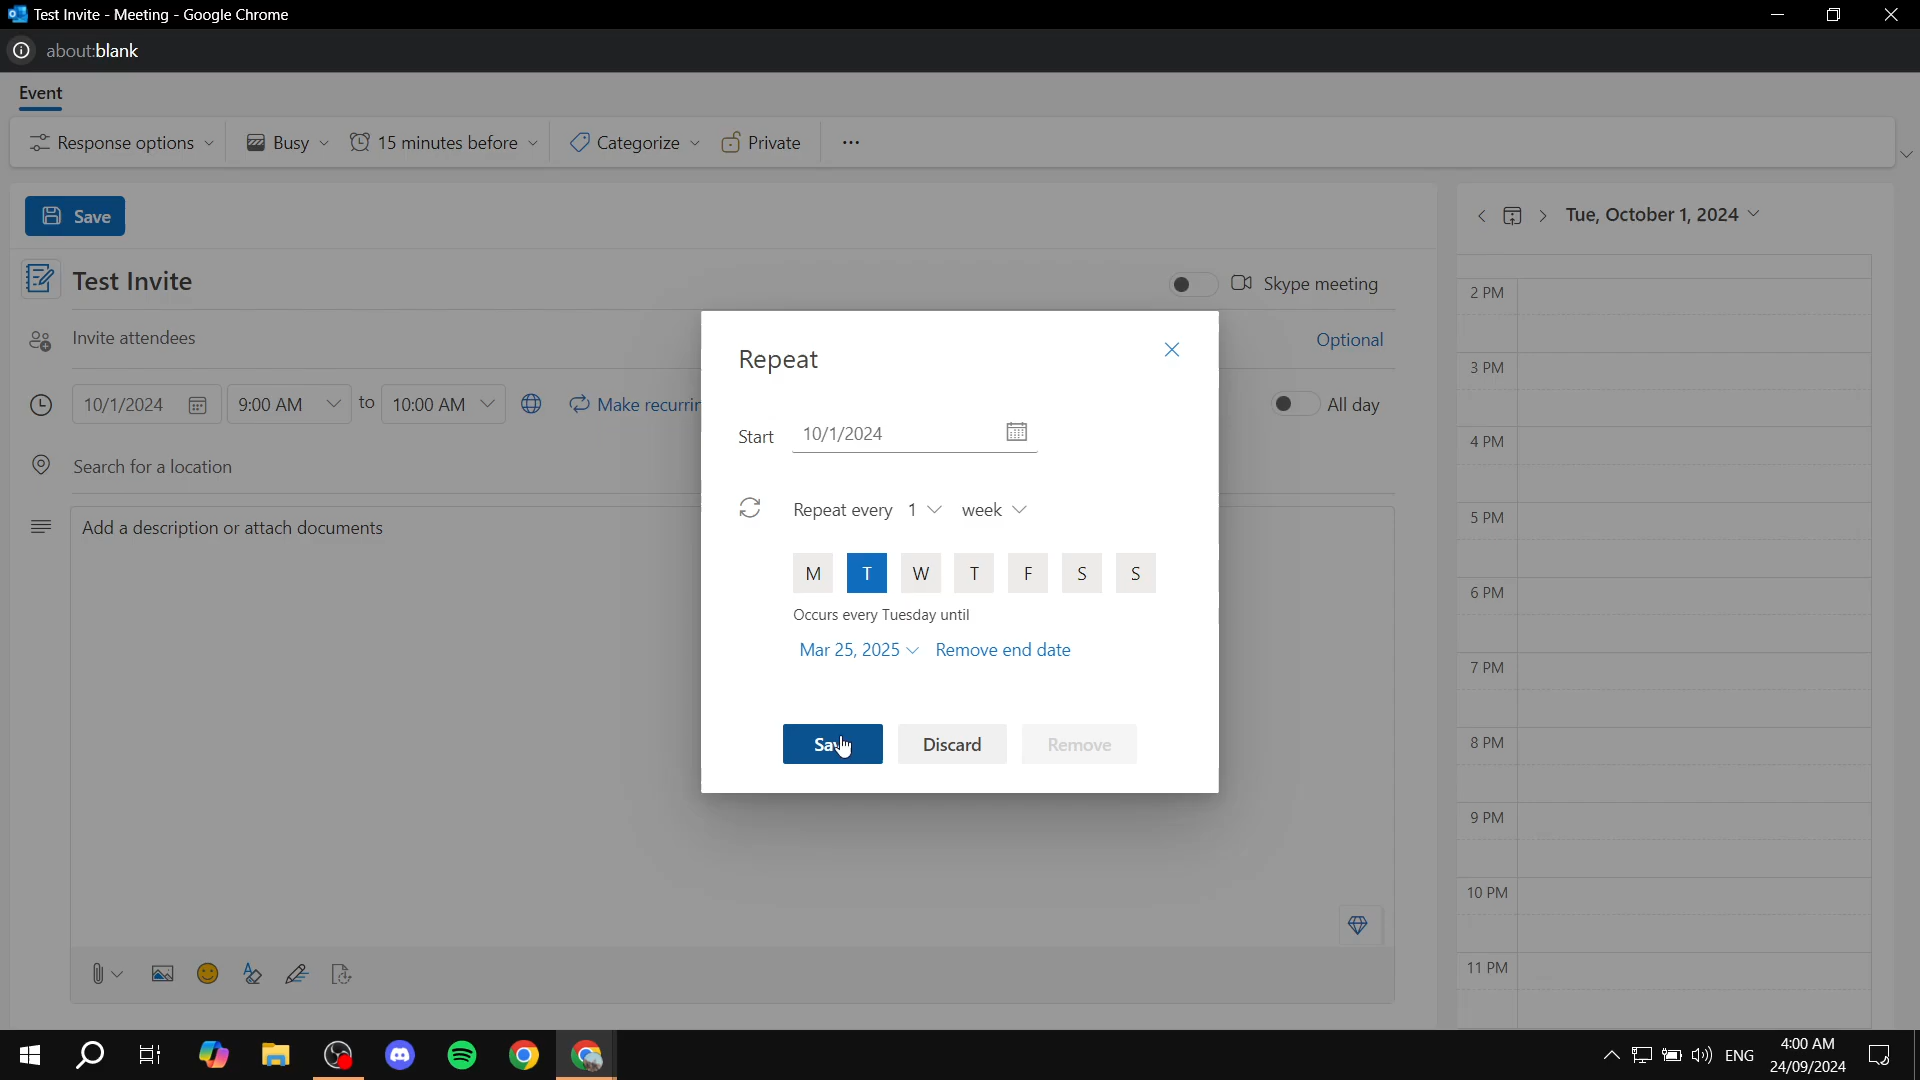 Test Invite - Meeting - Google Chrome
about:blank
Event
Response options
Busy
15 minutes before
Categorize
Private
Save
Tue, October 1, 2024
Test Invite
Skype meeting
Invite attendees
Optional
10/1/2024
9:00 AM
to
10:00 AM
Make recurrin
All day
Search for a location
Add a description or attach documents
Repeat
Start
10/1/2024
Repeat every 1 week
M T W T F S S
Occurs every Tuesday until
Mar 25, 2025
Remove end date
Save
Discard
Remove
2 PM
3 PM
4 PM
5 PM
6 PM
7 PM
8 PM
9 PM
10 PM
11 PM
ENG
4:00 AM
24/09/2024